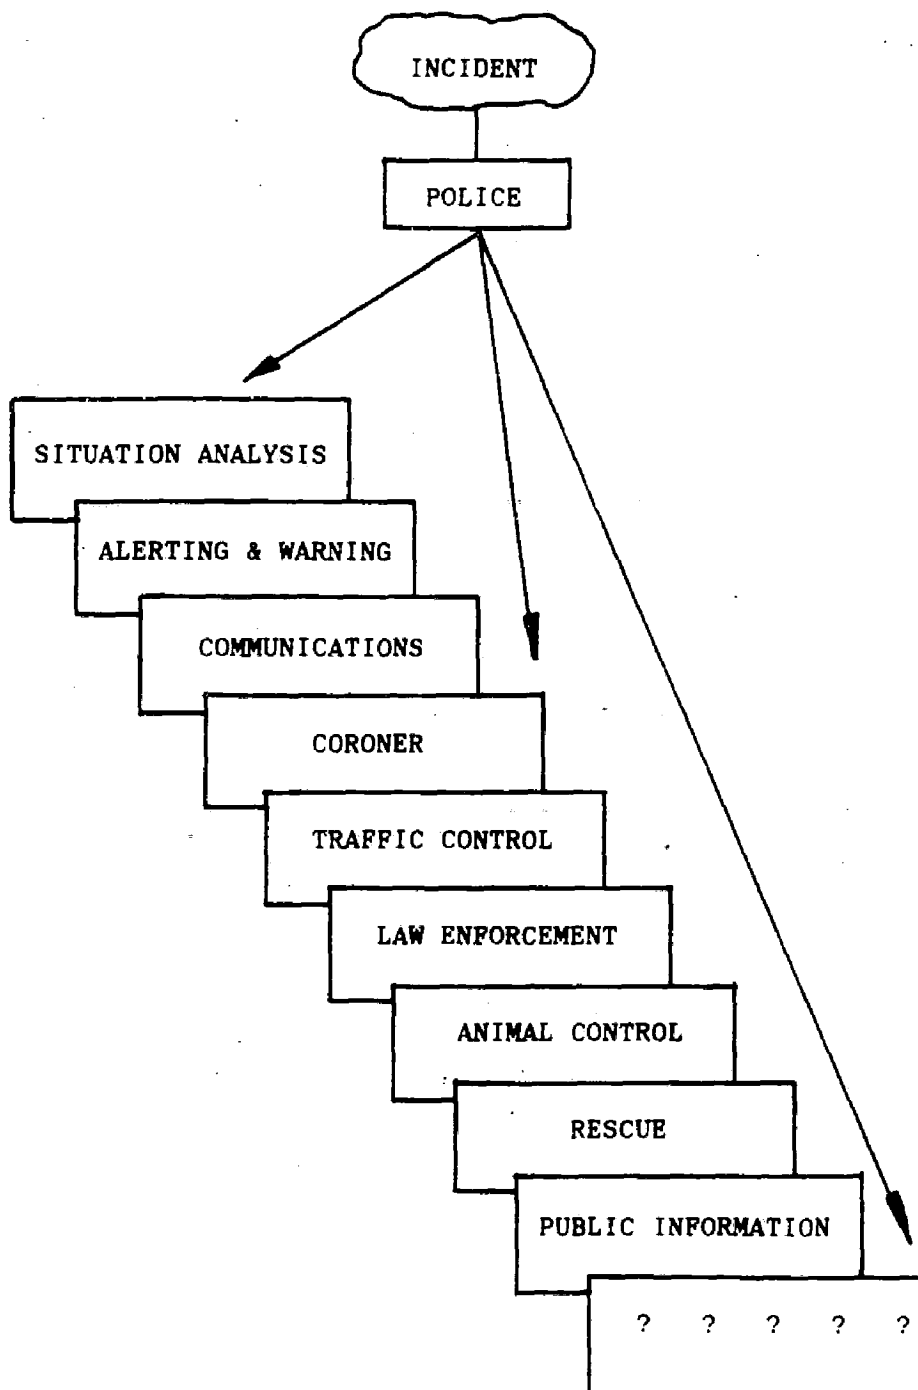 INCIDENT
POLICE
SITUATION ANALYSIS
ALERTING & WARNING
COMMUNICATIONS
CORONER
TRAFFIC CONTROL
LAW ENFORCEMENT
ANIMAL CONTROL
RESCUE
PUBLIC INFORMATION
? ? ? ? ?